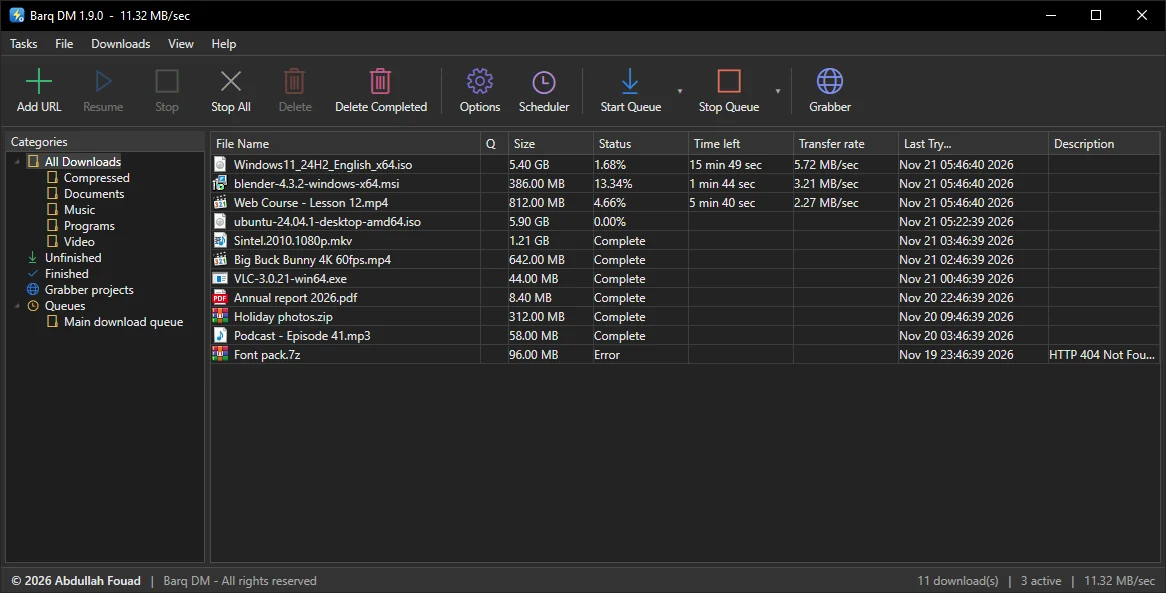 Barq DM 1.9.0 - 11.32 MB/sec
Tasks File Downloads View Help
Add URL Resume Stop Stop All Delete Delete Completed Options Scheduler Start Queue Stop Queue Grabber
Categories
All Downloads
Compressed
Documents
Music
Programs
Video
Unfinished
Finished
Grabber projects
Queues
Main download queue
File Name Q Size Status Time left Transfer rate Last Try... Description
Windows11_24H2_English_x64.iso 5.40 GB 1.68% 15 min 49 sec 5.72 MB/sec Nov 21 05:46:40 2026
blender-4.3.2-windows-x64.msi 386.00 MB 13.34% 1 min 44 sec 3.21 MB/sec Nov 21 05:46:40 2026
Web Course - Lesson 12.mp4 812.00 MB 4.66% 5 min 40 sec 2.27 MB/sec Nov 21 05:46:40 2026
ubuntu-24.04.1-desktop-amd64.iso 5.90 GB 0.00% Nov 21 05:22:39 2026
Sintel.2010.1080p.mkv 1.21 GB Complete Nov 21 03:46:39 2026
Big Buck Bunny 4K 60fps.mp4 642.00 MB Complete Nov 21 02:46:39 2026
VLC-3.0.21-win64.exe 44.00 MB Complete Nov 21 00:46:39 2026
PDF Annual report 2026.pdf 8.40 MB Complete Nov 20 22:46:39 2026
Holiday photos.zip 312.00 MB Complete Nov 20 09:46:39 2026
Podcast - Episode 41.mp3 58.00 MB Complete Nov 20 03:46:39 2026
Font pack.7z 96.00 MB Error Nov 19 23:46:39 2026 HTTP 404 Not Fou...
© 2026 Abdullah Fouad | Barq DM - All rights reserved 11 download(s) | 3 active | 11.32 MB/sec